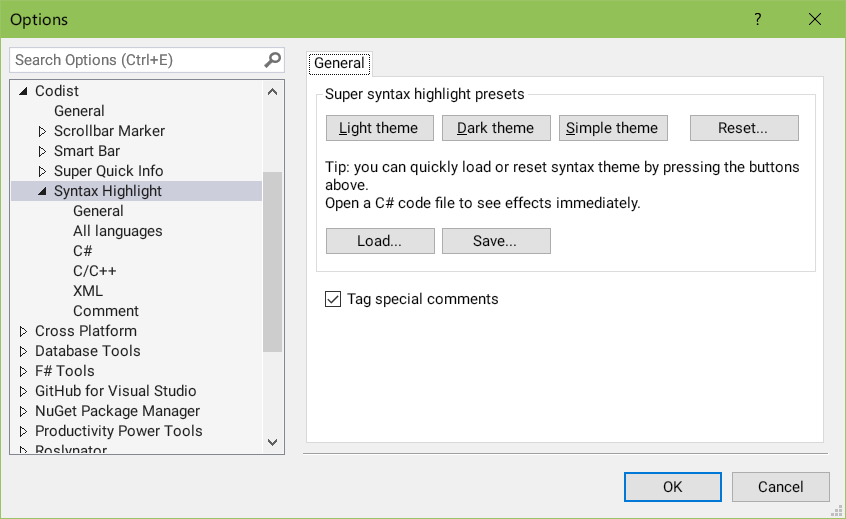 Options
?
Search Options (Ctrl+E)
Codist
General
Scrollbar Marker
Smart Bar
Super Quick Info
Syntax Highlight
General
All languages
C#
C/C++
XML
Comment
Cross Platform
Database Tools
F# Tools
GitHub for Visual Studio
NuGet Package Manager
Productivity Power Tools
Roslynator
General
Super syntax highlight presets
Light theme
Dark theme
Simple theme
Reset...
Tip: you can quickly load or reset syntax theme by pressing the buttons
above.
Open a C# code file to see effects immediately.
Load...
Save...
Tag special comments
OK
Cancel